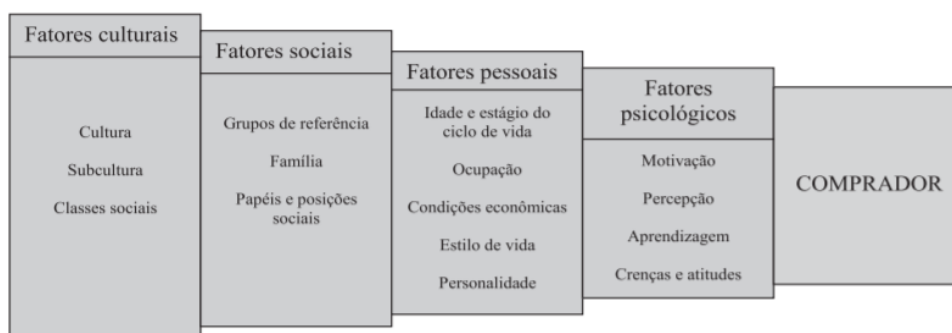 Fatores culturais
Cultura
Subcultura
Classes sociais
Fatores sociais
Grupos de referência
Família
Papéis e posições
sociais
Fatores pessoais
Idade e estágio do
ciclo de vida
Ocupação
Condições econômicas
Estilo de vida
Personalidade
Fatores
psicológicos
Motivação
Percepção
Aprendizagem
Crenças e atitudes
COMPRADOR